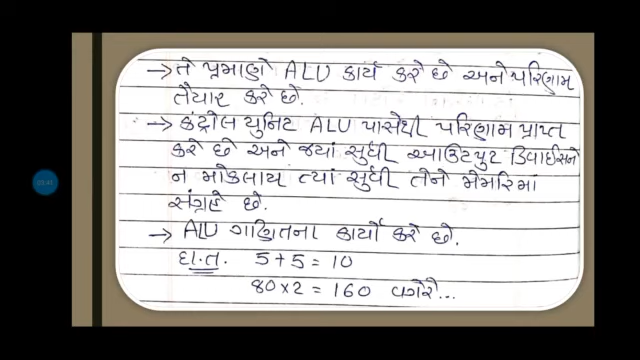 → તે પ્રમાણે ALU કાર્ય કરે છે અને પરિણામ
તૈયાર કરે છે.
→ કંટ્રોલ યુનિટ ALU પાસેથી પરિણામ પ્રાપ્ત
કરે છે અને જ્યાં સુધી આઉટપુટ ડિવાઈસને
ન મોકલાય ત્યાં સુધી તેને મેમરિમાં
સંગ્રહે છે.
→ ALU ગાણિતના કાર્યો કરે છે.
દા.ત. 5 + 5 = 10
80 × 2 = 160 વગેરે...